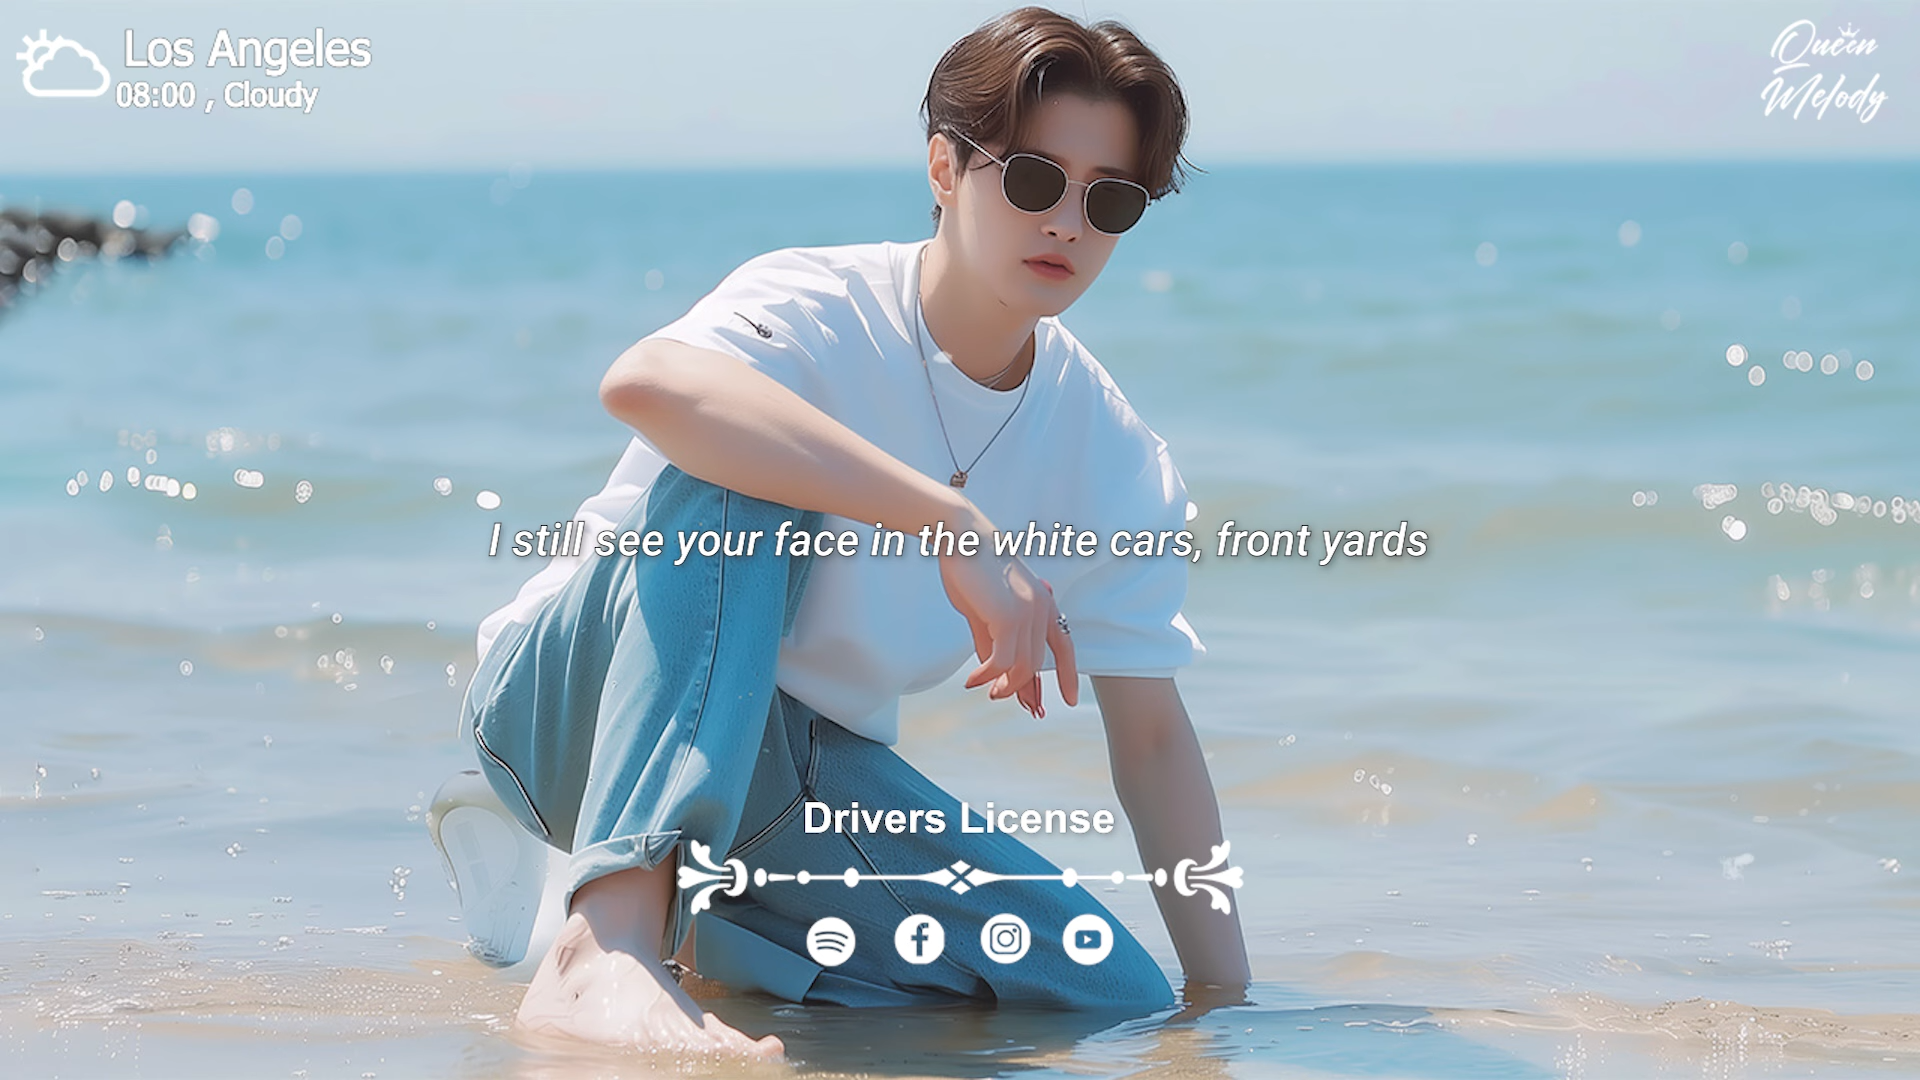 Los Angeles
08:00 , Cloudy
Queen
Melody
I still see your face in the white cars, front yards
Drivers License